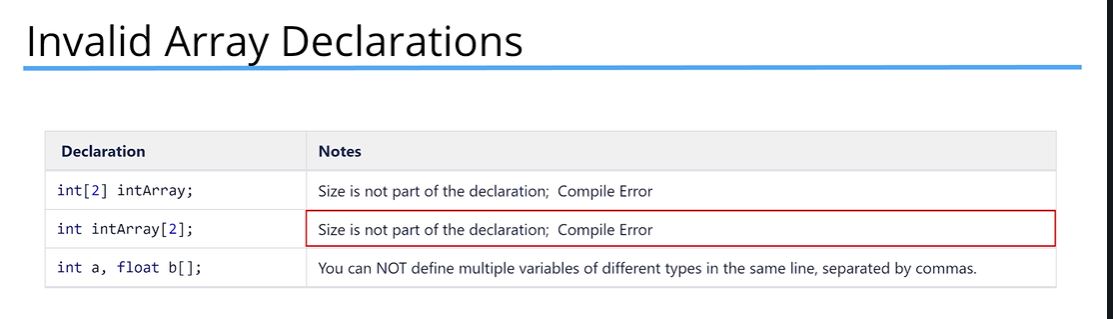 Invalid Array Declarations
Declaration Notes
int[2] intArray; Size is not part of the declaration;  Compile Error
int intArray[2]; Size is not part of the declaration;  Compile Error
int a, float b[]; You can NOT define multiple variables of different types in the same line, separated by commas.